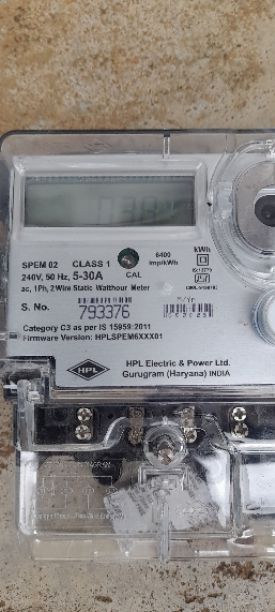 kWh
SPEM 02 CLASS 1
6400
imp/kWh
240V, 50 Hz, 5-30A CAL
ac, 1Ph, 2Wire Static Watthour Meter
S. No. 793376
Category C3 as per IS 15959:2011
Firmware Version: HPLSPEM6XXX01
HPL
HPL Electric & Power Ltd.
Gurugram (Haryana) INDIA